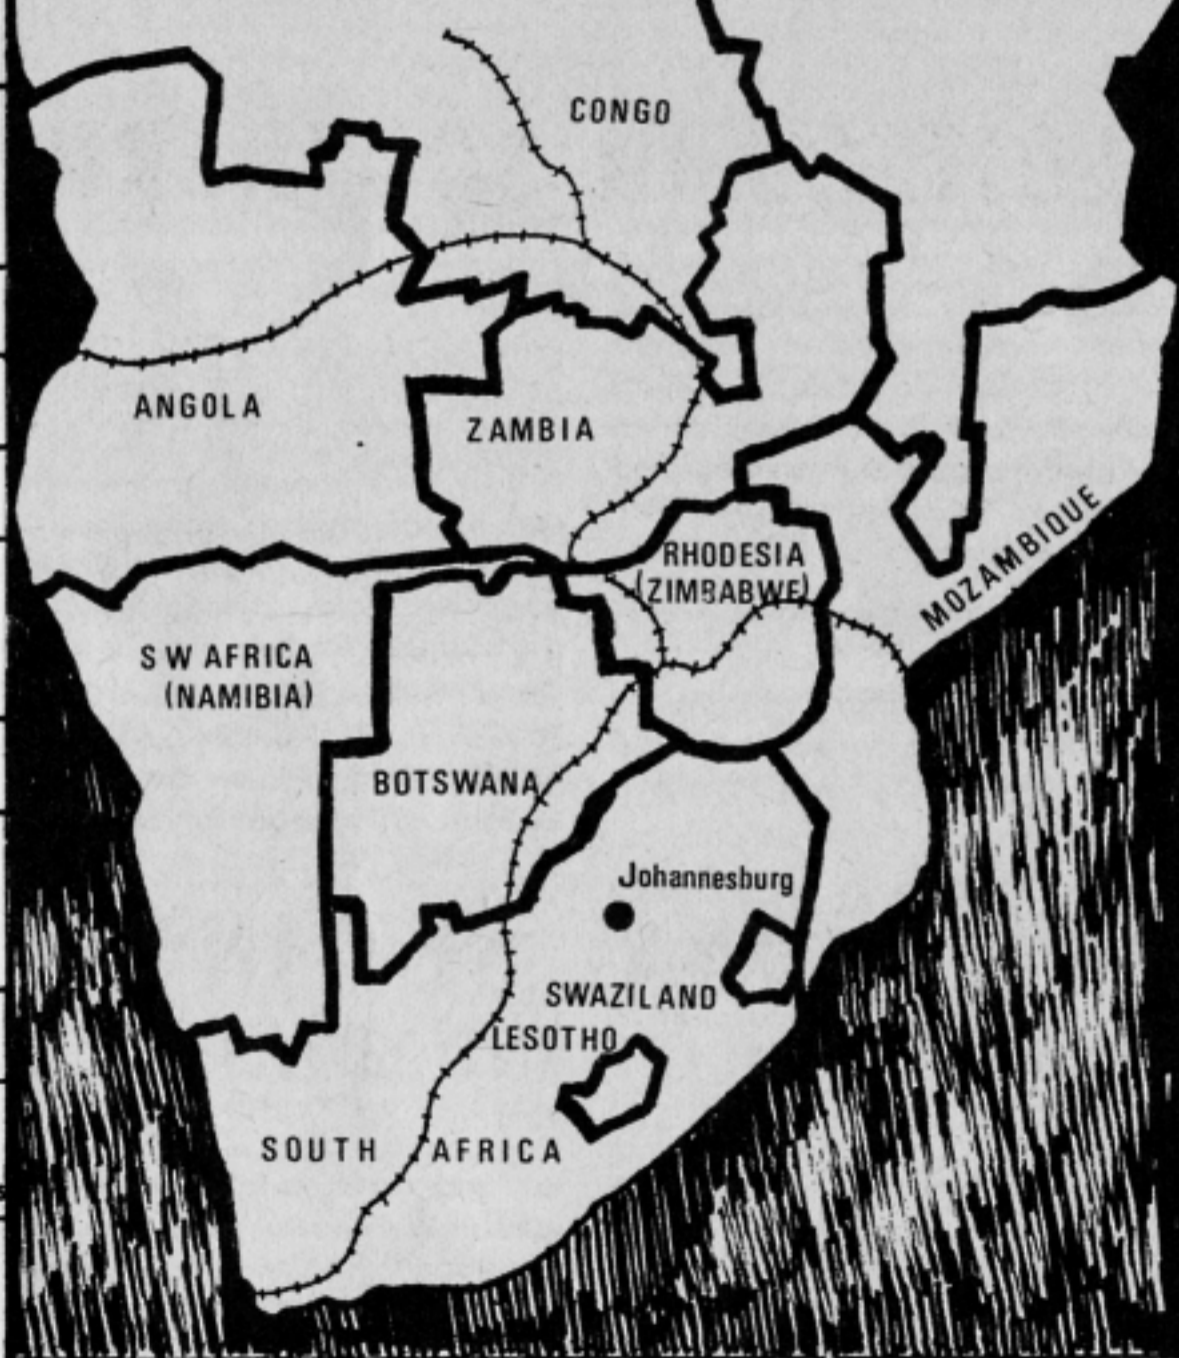 CONGO
ANGOLA
ZAMBIA
RHODESIA
(ZIMBABWE)
MOZAMBIQUE
S W AFRICA
(NAMIBIA)
BOTSWANA
Johannesburg
SWAZILAND
LESOTHO
SOUTH AFRICA